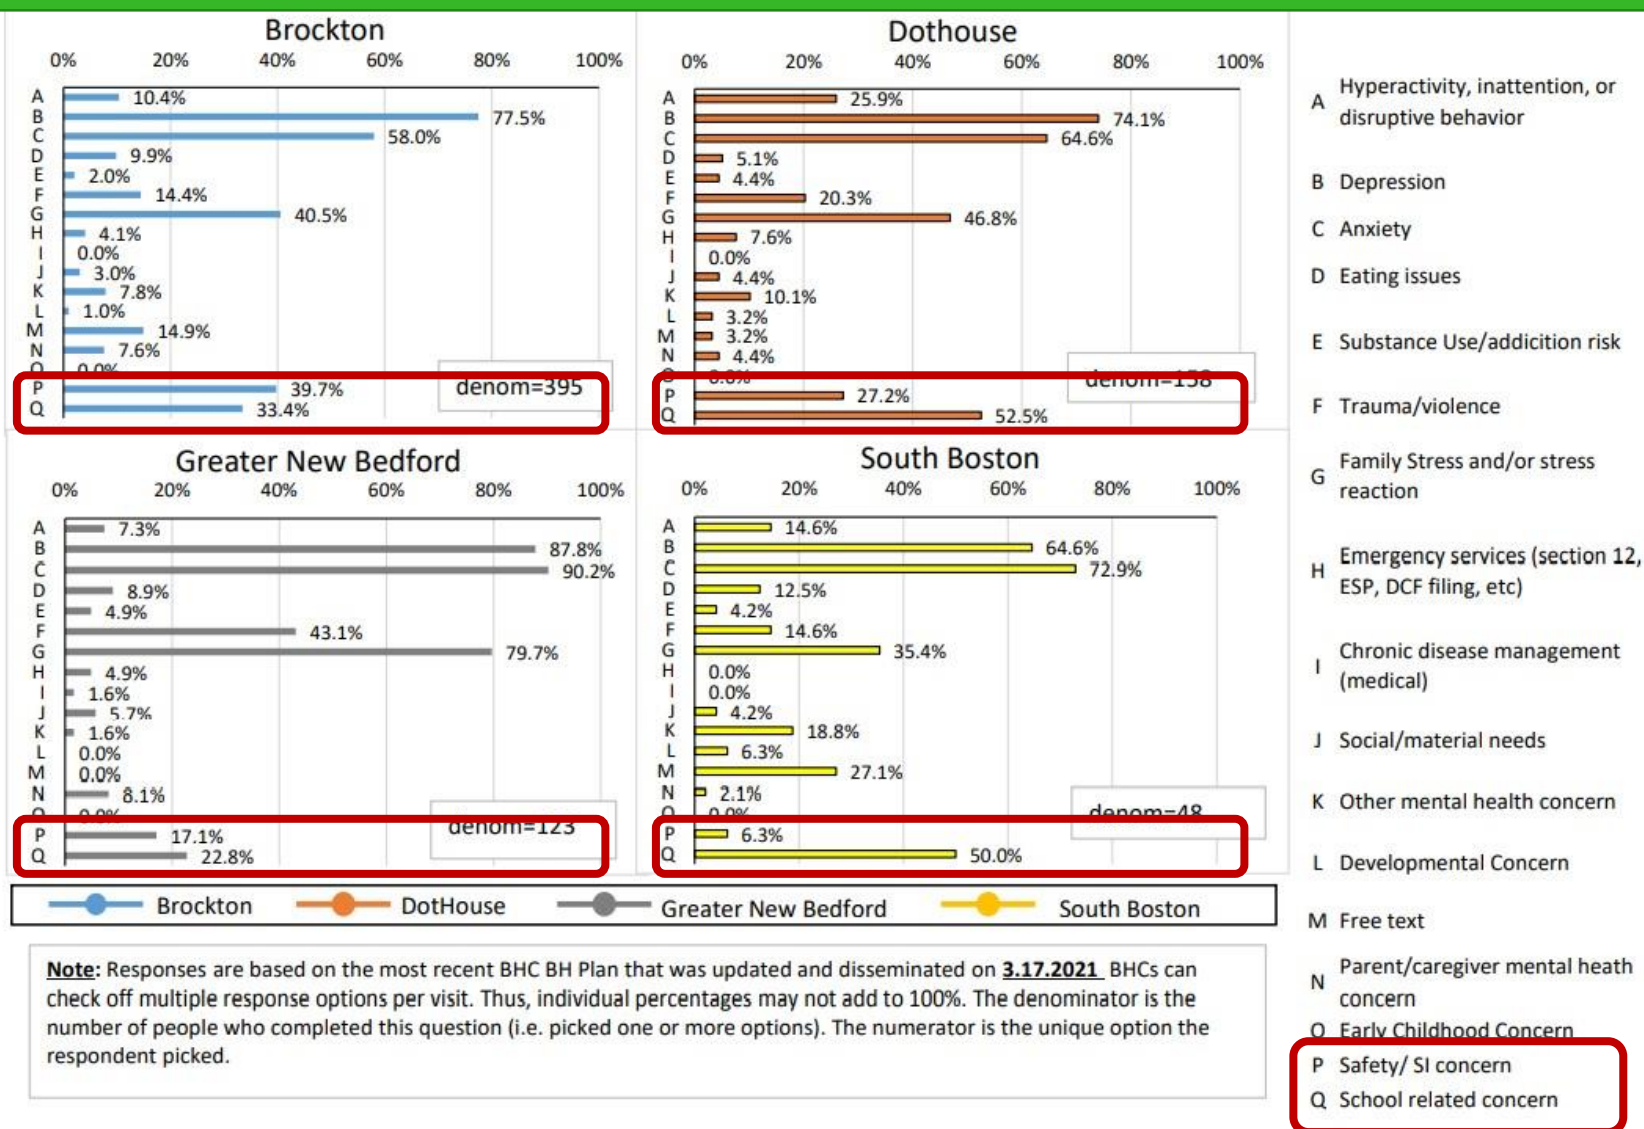 Brockton
0% 20% 40% 60% 80% 100%
A 10.4%
B 77.5%
C 58.0%
D 9.9%
E 2.0%
F 14.4%
G 40.5%
H 4.1%
I 0.0%
J 3.0%
K 7.8%
L 1.0%
M 14.9%
N 7.6%
O 0.0%
P 39.7%
Q 33.4%
denom=395
Dothouse
0% 20% 40% 60% 80% 100%
A 25.9%
B 74.1%
C 64.6%
D 5.1%
E 4.4%
F 20.3%
G 46.8%
H 7.6%
I 0.0%
J 4.4%
K 10.1%
L 3.2%
M 3.2%
N 4.4%
O 0.0%
P 27.2%
Q 52.5%
denom=158
Greater New Bedford
0% 20% 40% 60% 80% 100%
A 7.3%
B 87.8%
C 90.2%
D 8.9%
E 4.9%
F 43.1%
G 79.7%
H 4.9%
I 1.6%
J 5.7%
K 1.6%
L 0.0%
M 0.0%
N 8.1%
O 0.0%
P 17.1%
Q 22.8%
denom=123
South Boston
0% 20% 40% 60% 80% 100%
A 14.6%
B 64.6%
C 72.9%
D 12.5%
E 4.2%
F 14.6%
G 35.4%
H 0.0%
I 0.0%
J 4.2%
K 18.8%
L 6.3%
M 27.1%
N 2.1%
O 0.0%
P 6.3%
Q 50.0%
denom=48
Brockton DotHouse Greater New Bedford South Boston
Note: Responses are based on the most recent BHC BH Plan that was updated and disseminated on 3.17.2021 BHCs can
check off multiple response options per visit. Thus, individual percentages may not add to 100%. The denominator is the
number of people who completed this question (i.e. picked one or more options). The numerator is the unique option the
respondent picked.
A Hyperactivity, inattention, or
disruptive behavior
B Depression
C Anxiety
D Eating issues
E Substance Use/addicition risk
F Trauma/violence
G Family Stress and/or stress
reaction
H Emergency services (section 12,
ESP, DCF filing, etc)
I Chronic disease management
(medical)
J Social/material needs
K Other mental health concern
L Developmental Concern
M Free text
N Parent/caregiver mental heath
concern
O Early Childhood Concern
P Safety/ SI concern
Q School related concern